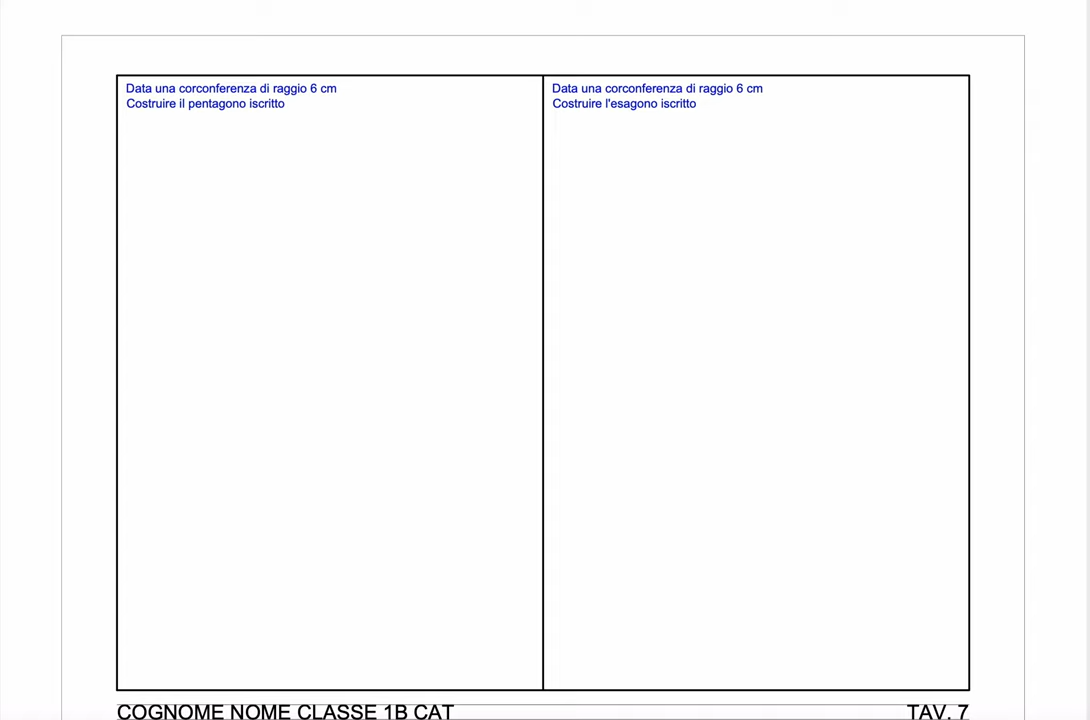 Data una corconferenza di raggio 6 cm
Costruire il pentagono iscritto
Data una corconferenza di raggio 6 cm
Costruire l'esagono iscritto
COGNOME NOME CLASSE 1B CAT
TAV. 7